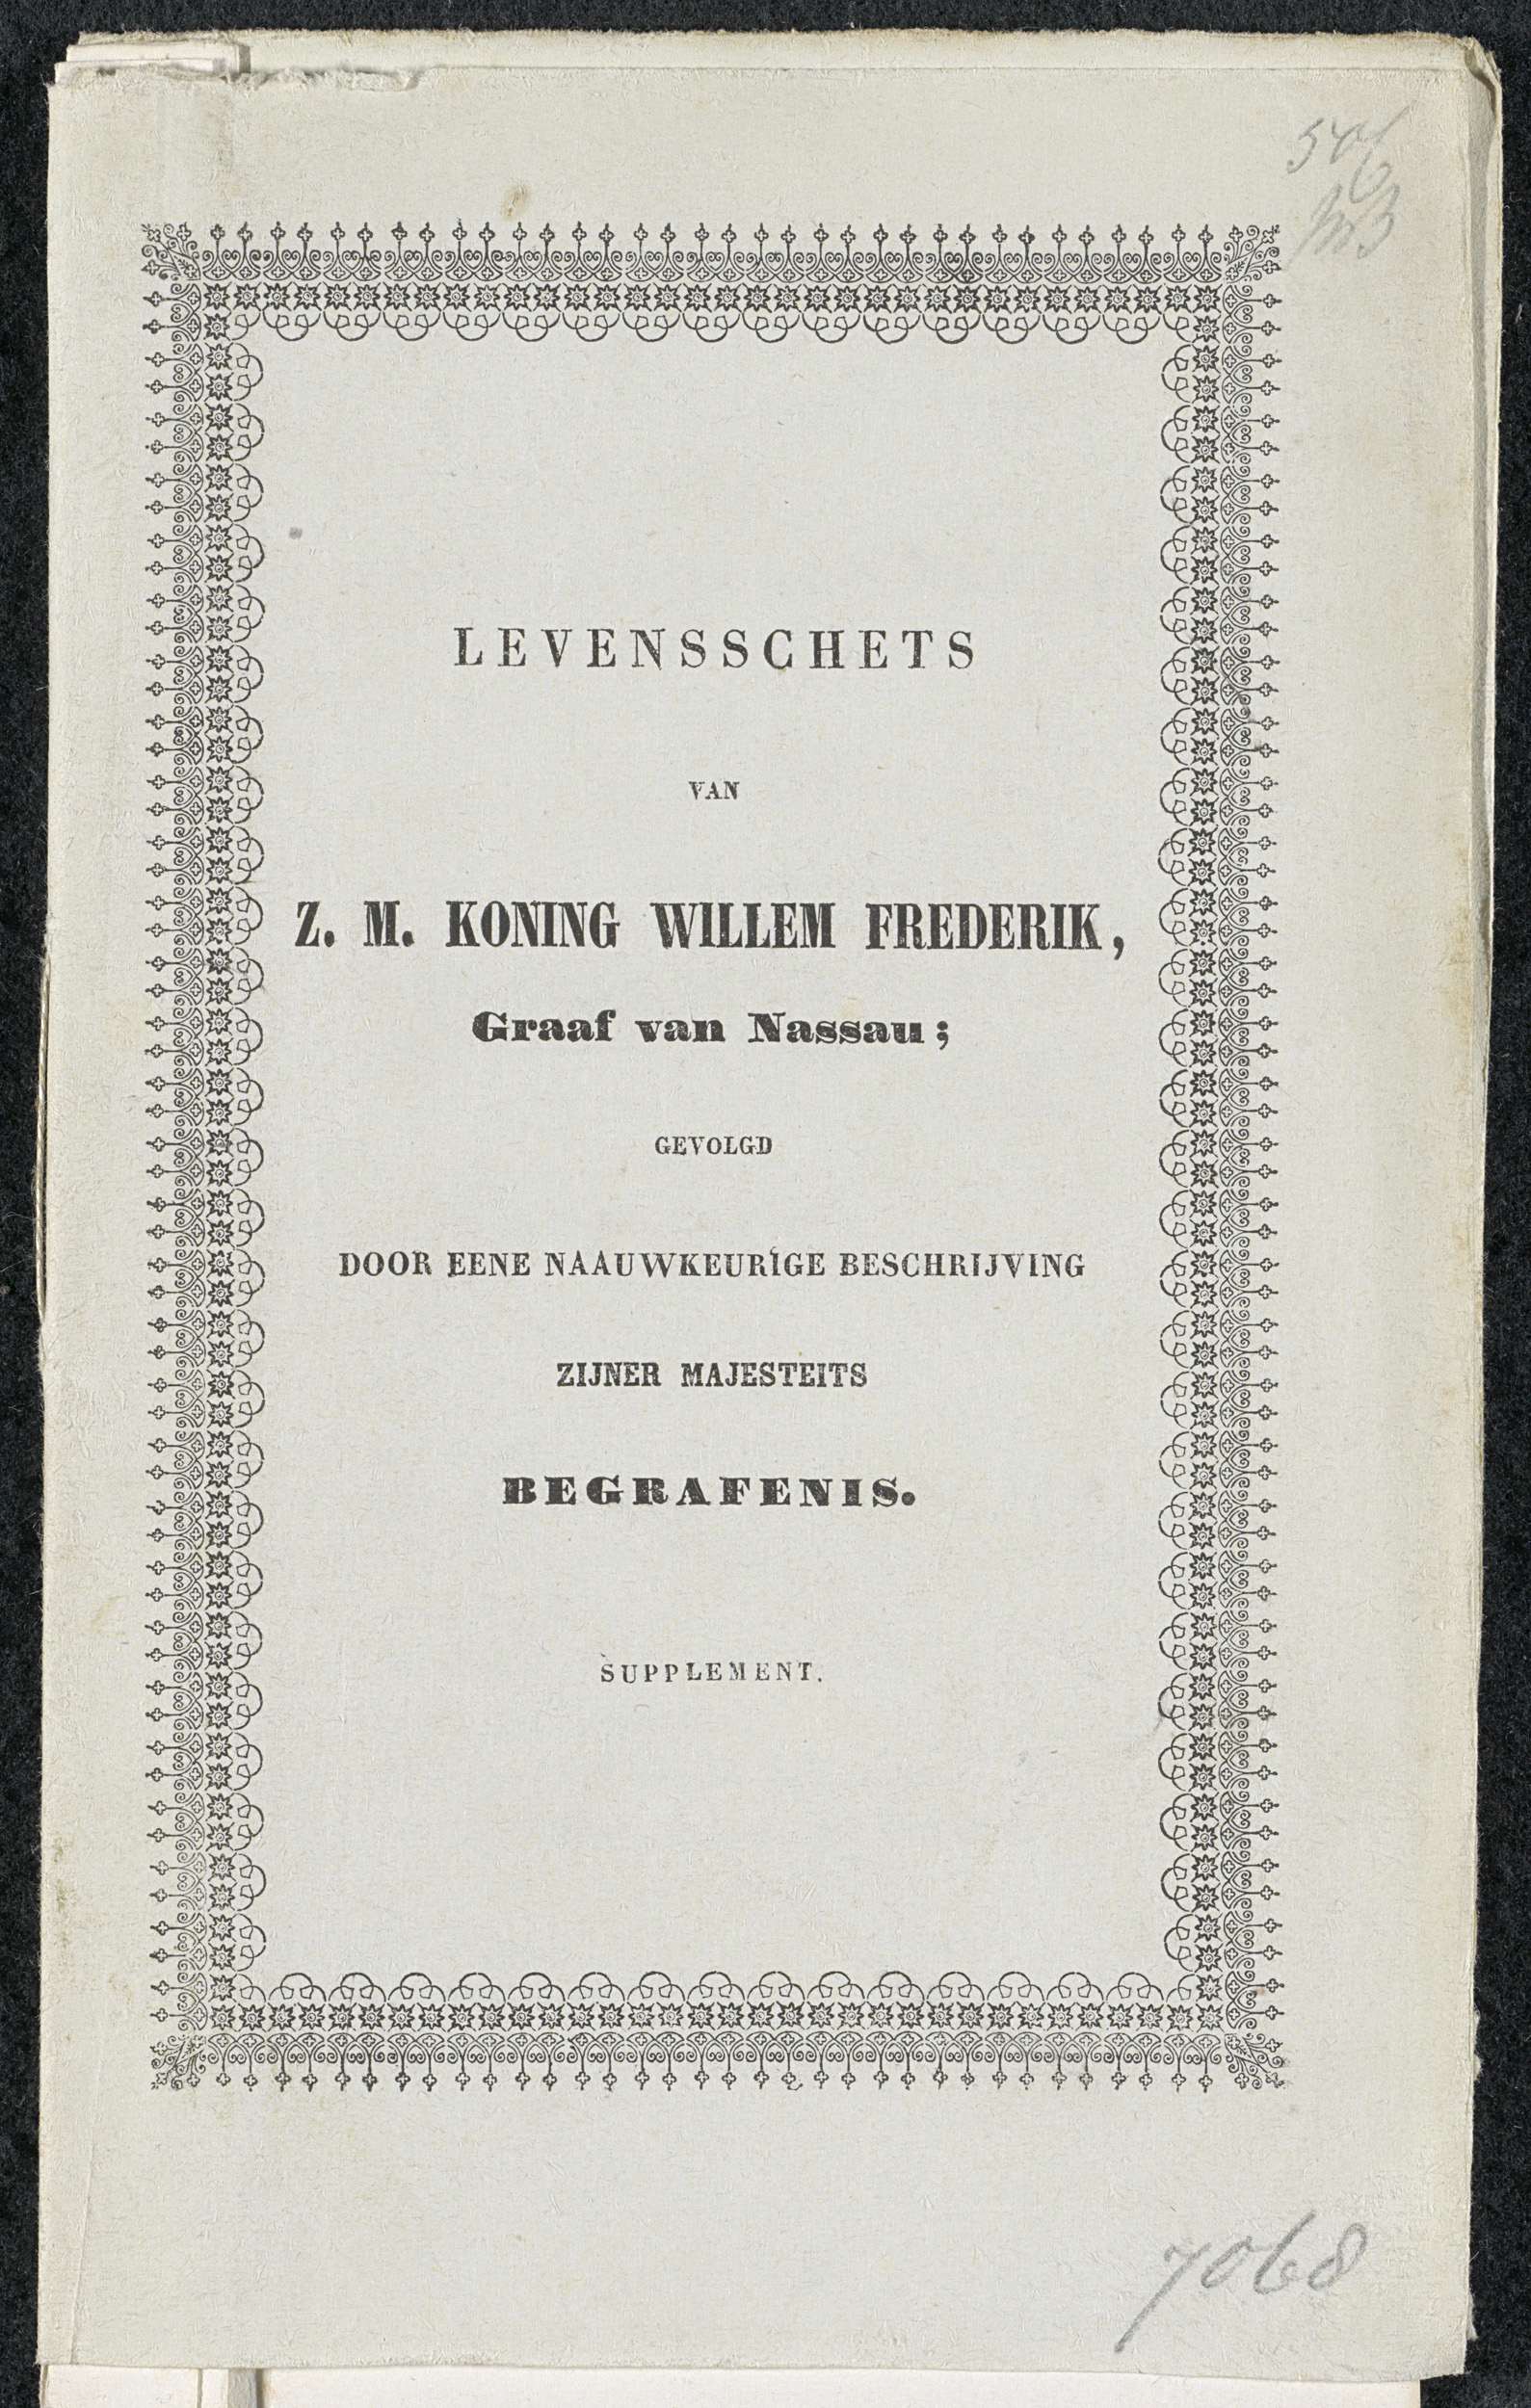 LEVENSSCHETS
VAN
Z. M. KONING WILLEM FREDERIK,
Graaf van Nassau;
GEVOLGD
DOOR EENE NAAUWKEURIGE BESCHRIJVING
ZIJNER MAJESTEITS
BEGRAFENIS.
SUPPLEMENT.
7068